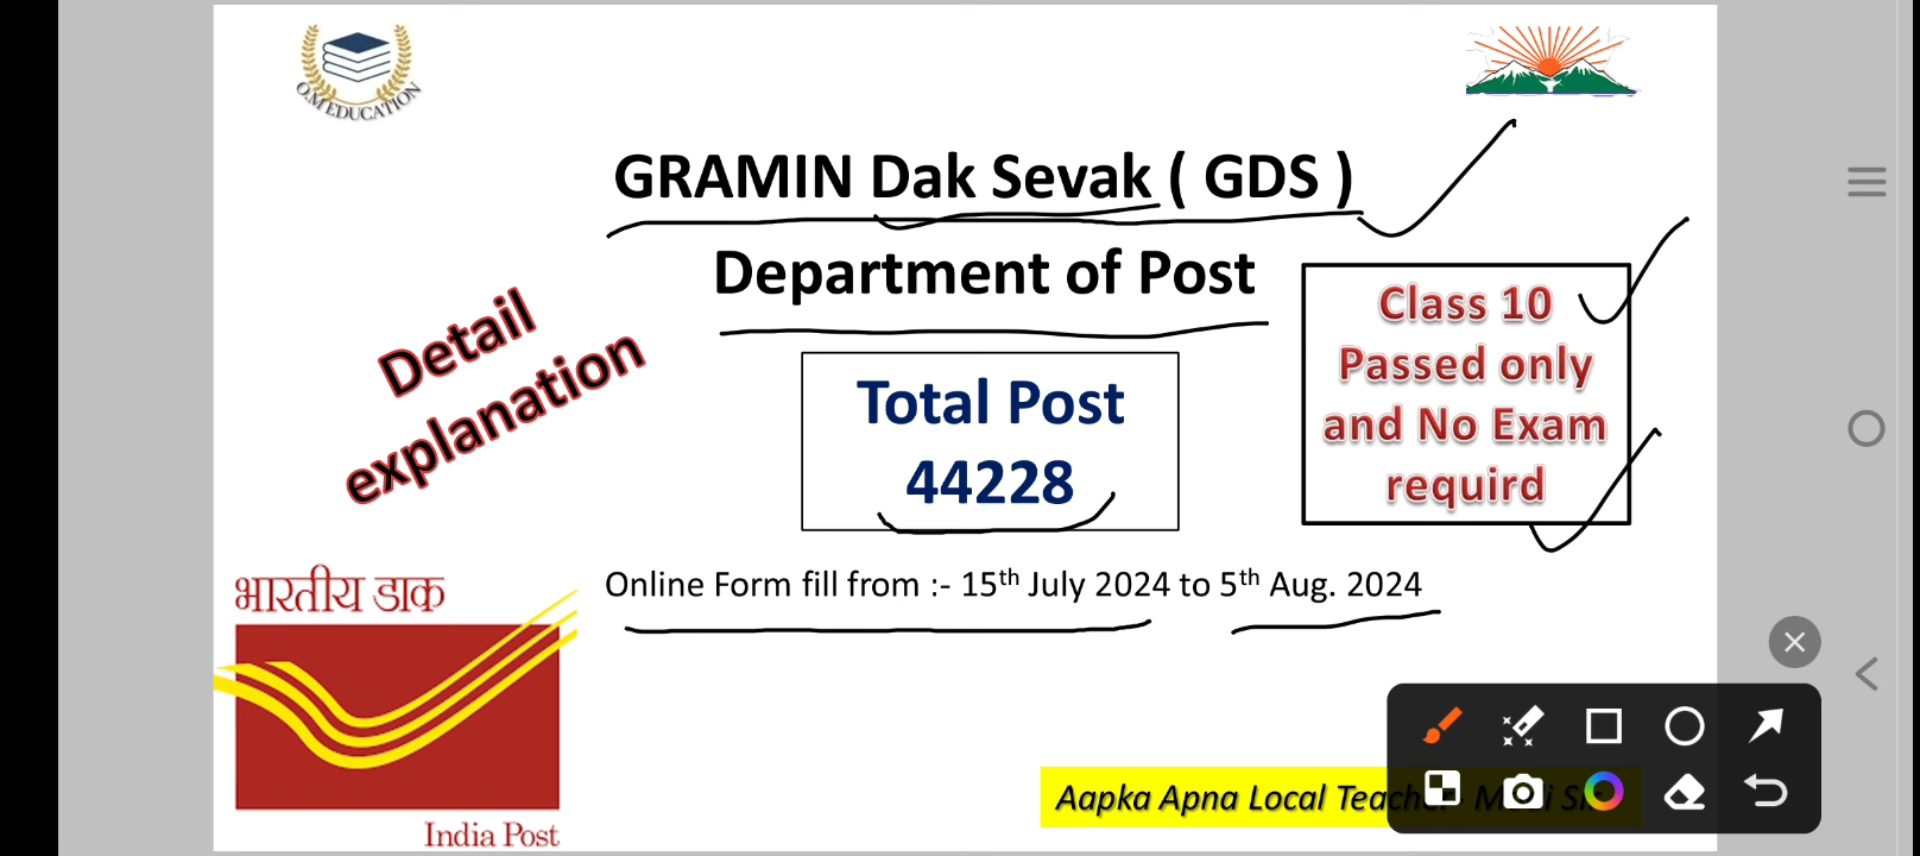 O.M EDUCATION
GRAMIN Dak Sevak ( GDS )
Department of Post
Detail
explanation
Total Post
44228
Class 10
Passed only
and No Exam
requird
Online Form fill from :- 15th July 2024 to 5th Aug. 2024
भारतीय डाक
India Post
Aapka Apna Local